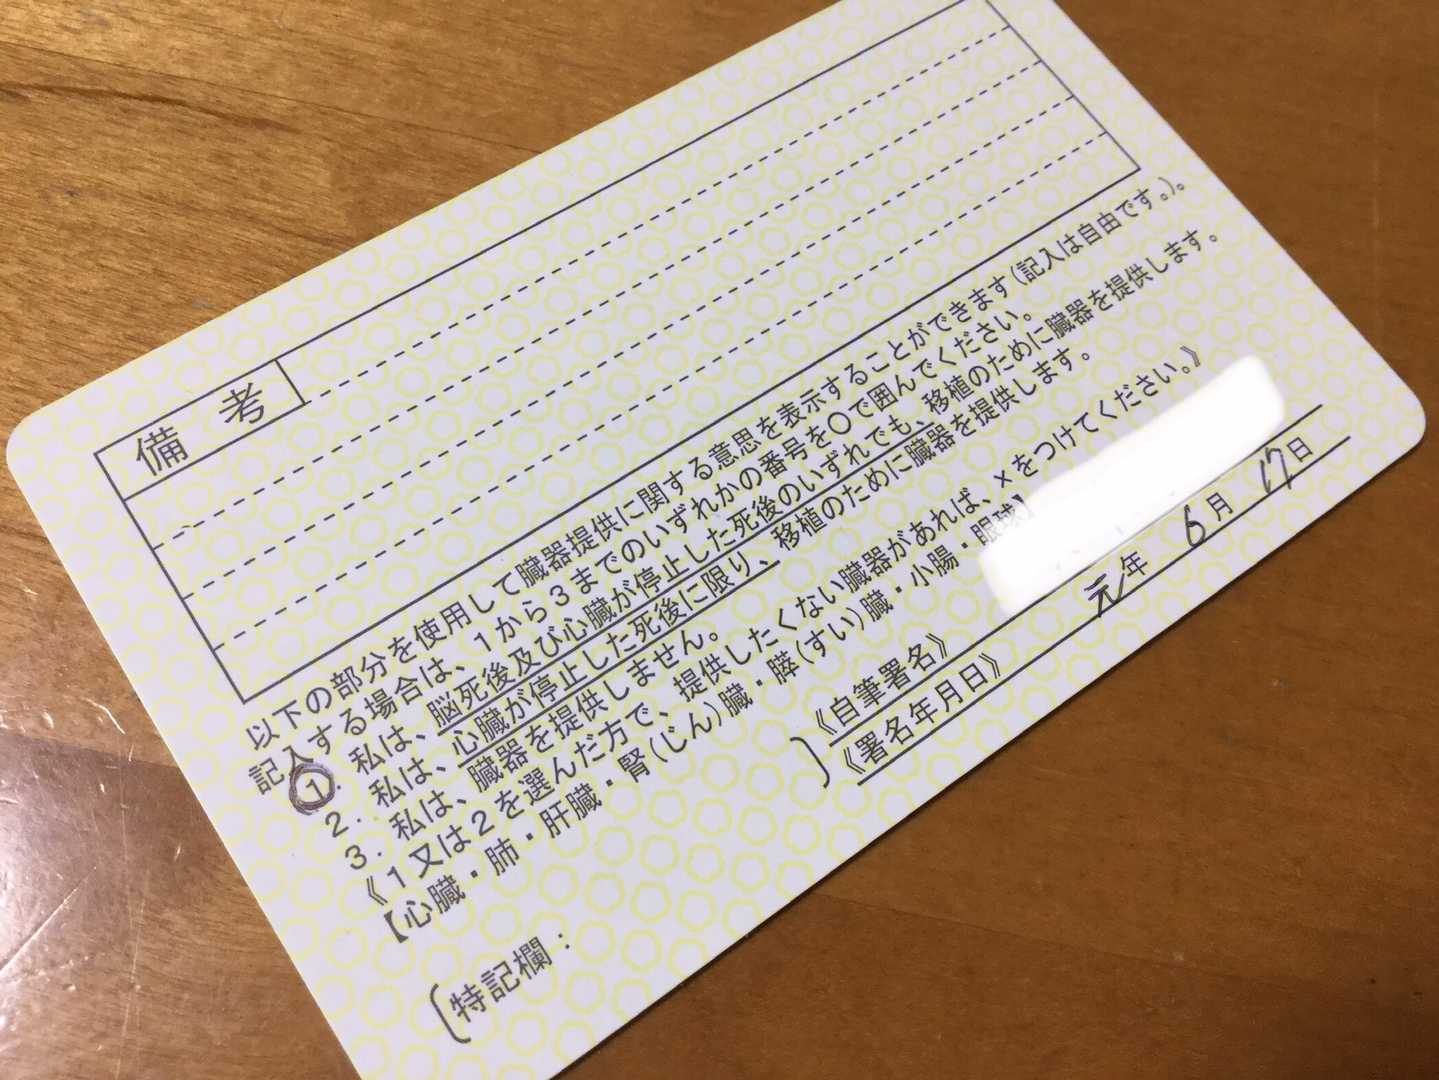 備考
以下の部分を使用して臓器提供に関する意思を表示することができます(記入は自由です。)。
記入する場合は、1から3までのいずれかの番号を〇で囲んでください。
1. 私は、脳死後及び心臓が停止した死後のいずれでも、移植のために臓器を提供します。
2. 私は、心臓が停止した死後に限り、移植のために臓器を提供します。
3. 私は、臓器を提供しません。
《1又は2を選んだ方で、提供したくない臓器があれば、×をつけてください。》
【心臓・肺・肝臓・腎(じん)臓・膵(すい)臓・小腸・眼球】
〔特記欄: 〕
《自筆署名》
《署名年月日》 元年 6月 17日